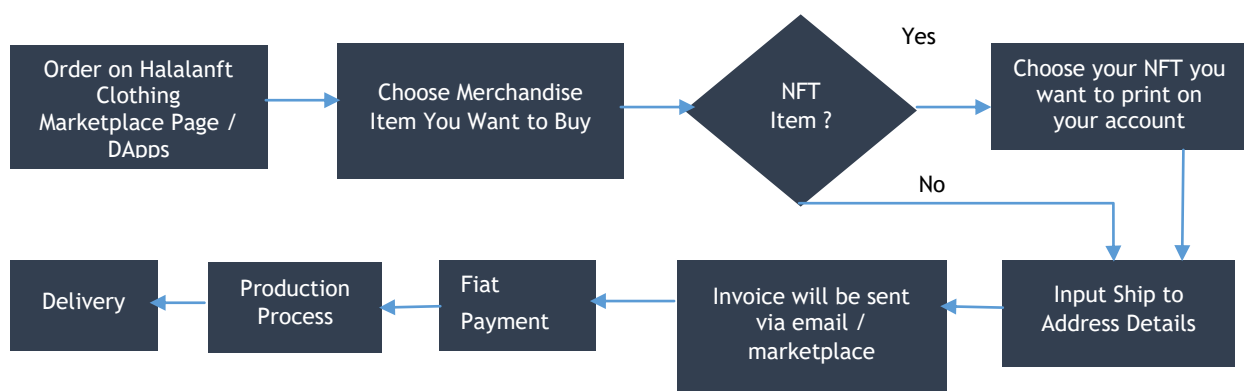 Order on Halalanft
Clothing
Marketplace Page /
DApps
Choose Merchandise
Item You Want to Buy
NFT
Item ?
Yes
Choose your NFT you
want to print on
your account
No
Input Ship to
Address Details
Invoice will be sent
via email /
marketplace
Fiat
Payment
Production
Process
Delivery